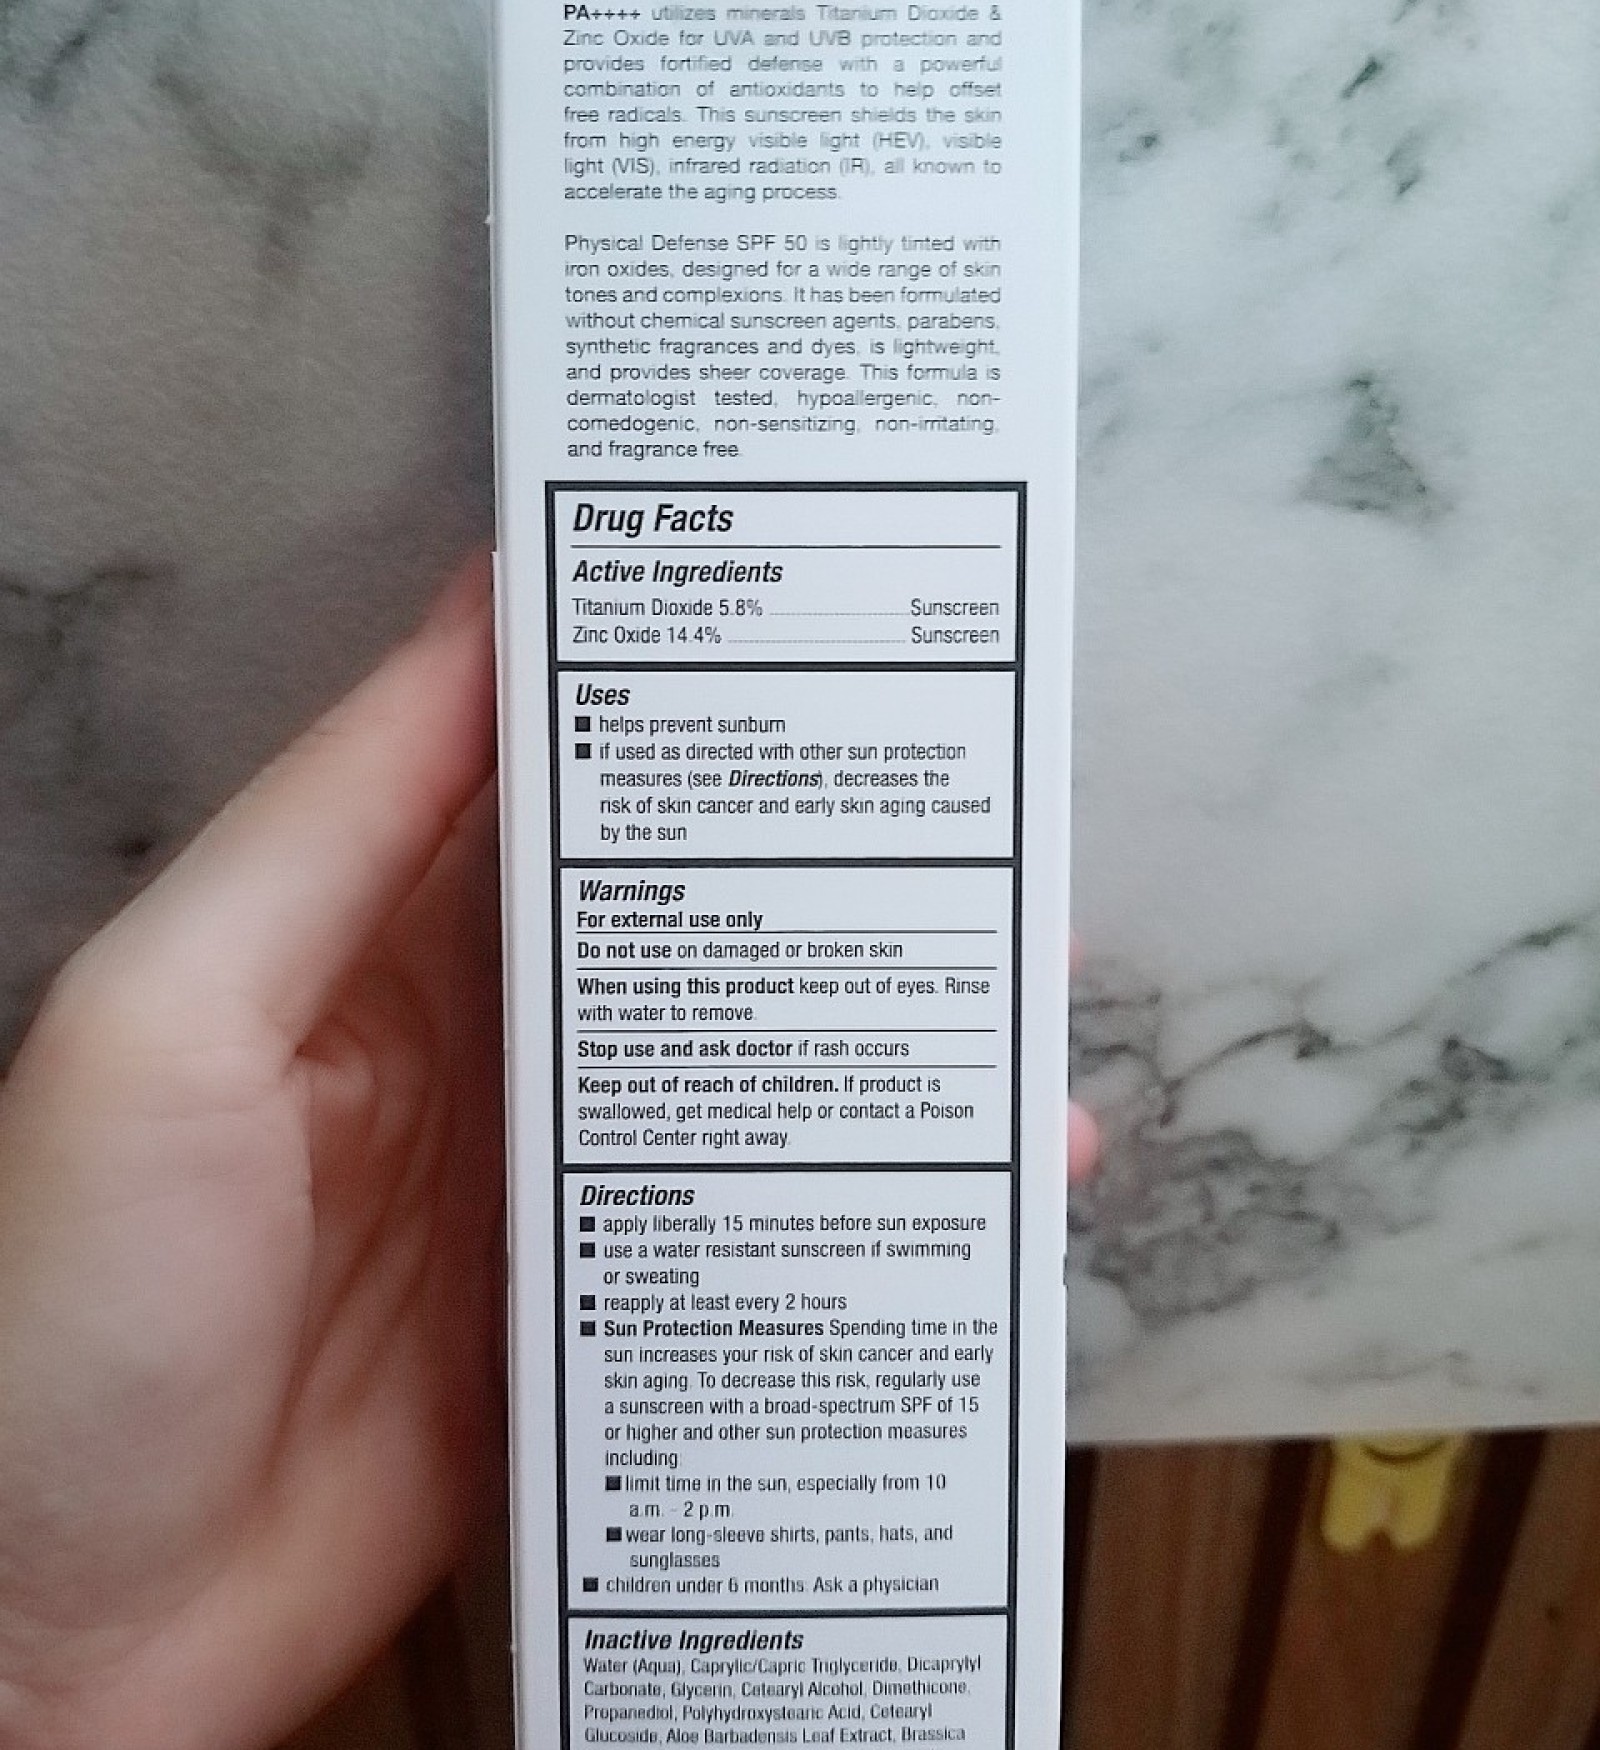 PA++++ utilizes minerals Titanium Dioxide &
Zinc Oxide for UVA and UVB protection and
provides fortified defense with a powerful
combination of antioxidants to help offset
free radicals. This sunscreen shields the skin
from high energy visible light (HEV), visible
light (VIS), infrared radiation (IR), all known to
accelerate the aging process.
Physical Defense SPF 50 is lightly tinted with
iron oxides, designed for a wide range of skin
tones and complexions. It has been formulated
without chemical sunscreen agents, parabens,
synthetic fragrances and dyes, is lightweight,
and provides sheer coverage. This formula is
dermatologist tested, hypoallergenic, non-
comedogenic, non-sensitizing, non-irritating,
and fragrance free.
Drug Facts
Active Ingredients
Titanium Dioxide 5.8% ........................ Sunscreen
Zinc Oxide 14.4% ................................ Sunscreen
Uses
■ helps prevent sunburn
■ if used as directed with other sun protection
measures (see Directions), decreases the
risk of skin cancer and early skin aging caused
by the sun
Warnings
For external use only
Do not use on damaged or broken skin
When using this product keep out of eyes. Rinse
with water to remove.
Stop use and ask doctor if rash occurs
Keep out of reach of children. If product is
swallowed, get medical help or contact a Poison
Control Center right away.
Directions
■ apply liberally 15 minutes before sun exposure
■ use a water resistant sunscreen if swimming
or sweating
■ reapply at least every 2 hours
■ Sun Protection Measures Spending time in the
sun increases your risk of skin cancer and early
skin aging. To decrease this risk, regularly use
a sunscreen with a broad-spectrum SPF of 15
or higher and other sun protection measures
including:
■ limit time in the sun, especially from 10
a.m. - 2 p.m.
■ wear long-sleeve shirts, pants, hats, and
sunglasses
■ children under 6 months: Ask a physician
Inactive Ingredients
Water (Aqua), Caprylic/Capric Triglyceride, Dicaprylyl
Carbonate, Glycerin, Cetearyl Alcohol, Dimethicone,
Propanediol, Polyhydroxystearic Acid, Cetearyl
Glucoside, Aloe Barbadensis Leaf Extract, Brassica